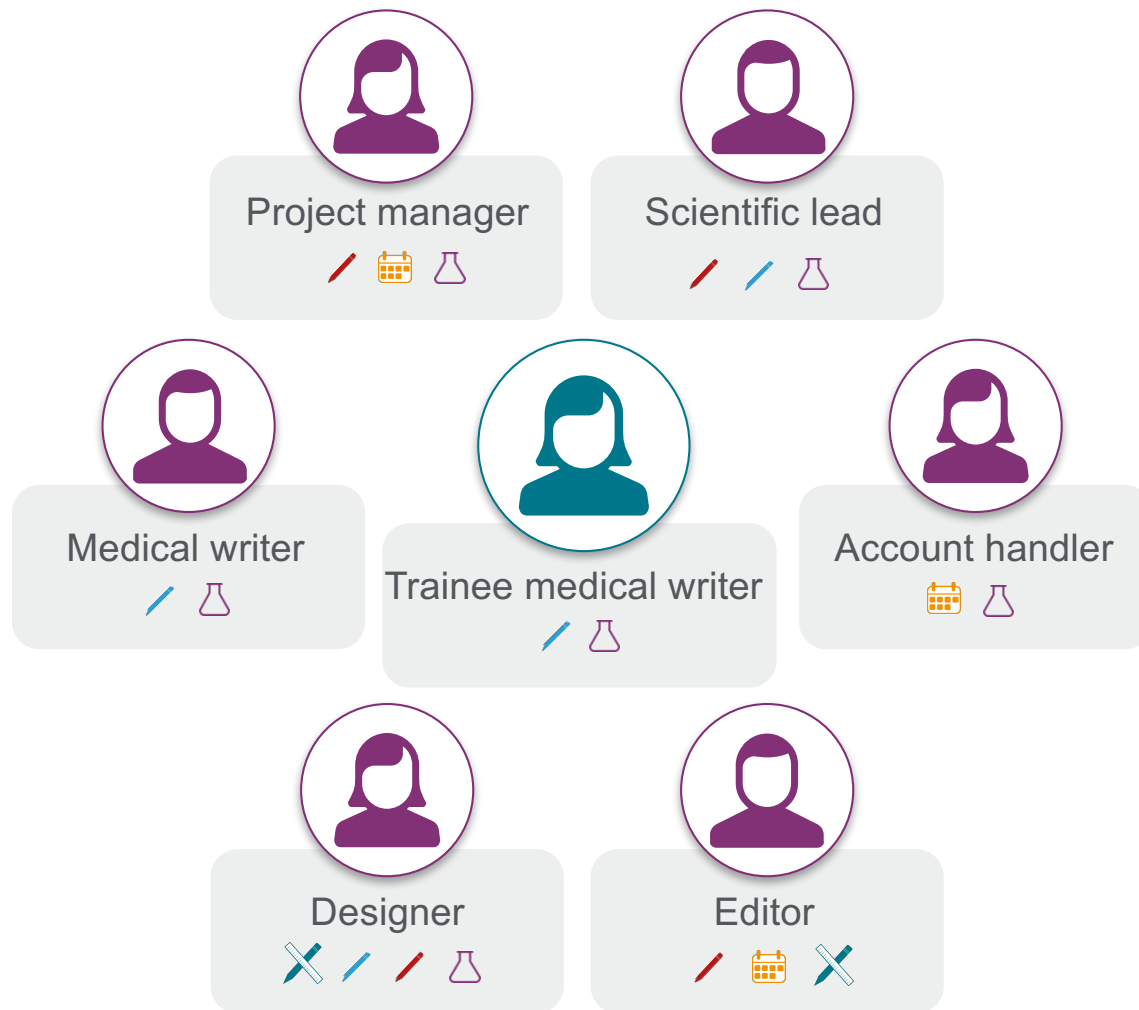 Project manager
Scientific lead
Medical writer
Trainee medical writer
Account handler
Designer
Editor